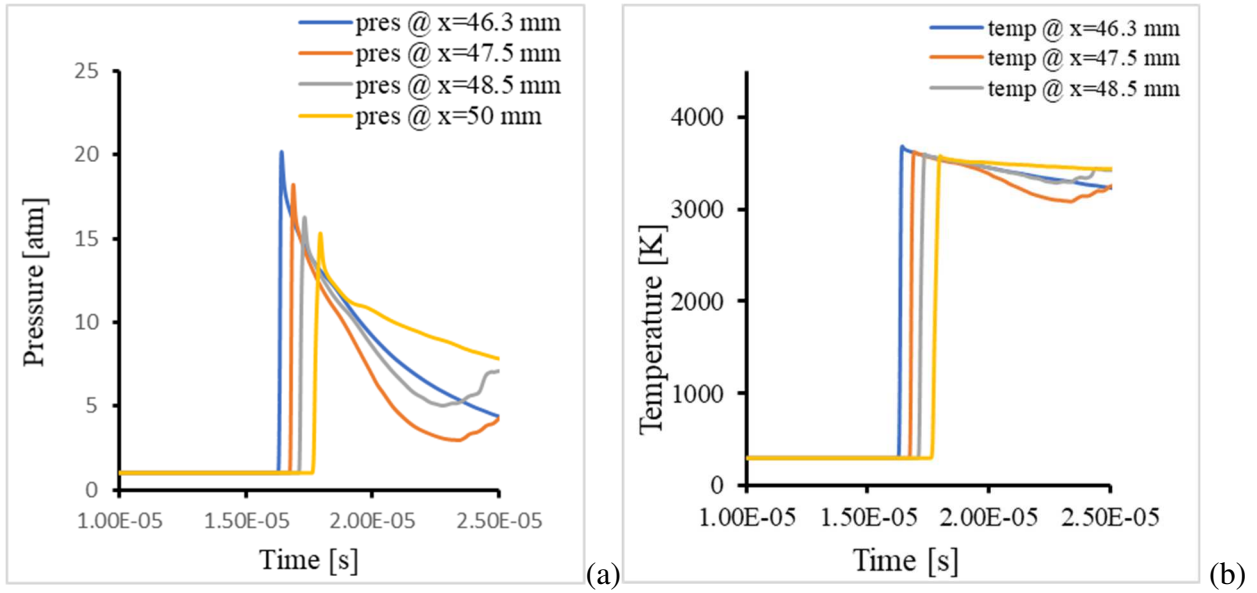 pres @ x=46.3 mm
pres @ x=47.5 mm
pres @ x=48.5 mm
pres @ x=50 mm
25
20
15
10
5
0
Pressure [atm]
1.00E-05 1.50E-05 2.00E-05 2.50E-05
Time [s]
(a)
temp @ x=46.3 mm
temp @ x=47.5 mm
temp @ x=48.5 mm
4000
3000
2000
1000
0
Temperature [K]
1.00E-05 1.50E-05 2.00E-05 2.50E-05
Time [s]
(b)